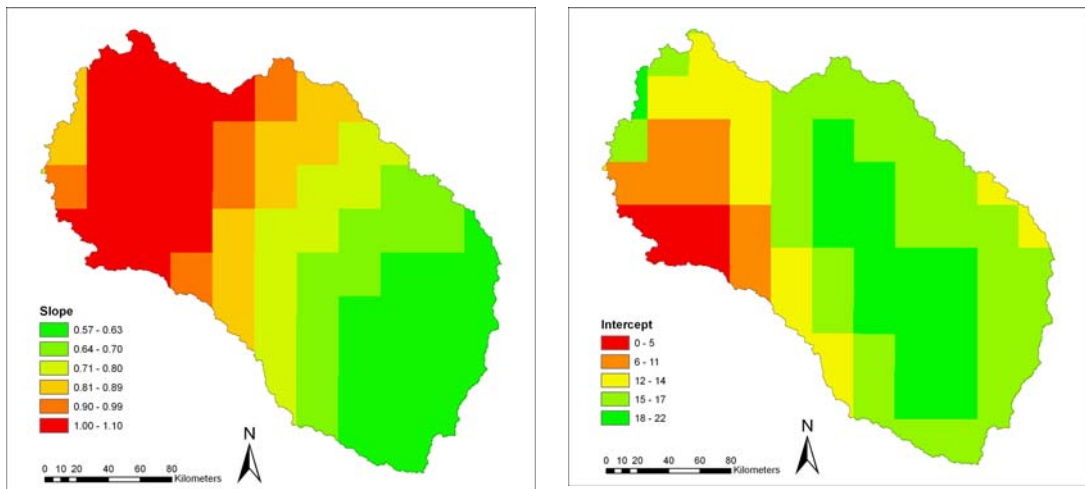 Slope
0.57 - 0.63
0.64 - 0.70
0.71 - 0.80
0.81 - 0.89
0.90 - 0.99
1.00 - 1.10
N
0 10 20 40 60 80
Kilometers
Intercept
0 - 5
6 - 11
12 - 14
15 - 17
18 - 22
N
0 10 20 40 60 80
Kilometers